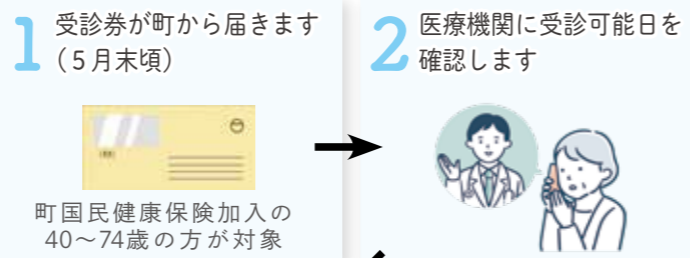 1 受診券が町から届きます
(5月末頃)
町国民健康保険加入の
40〜74歳の方が対象
2 医療機関に受診可能日を
確認します